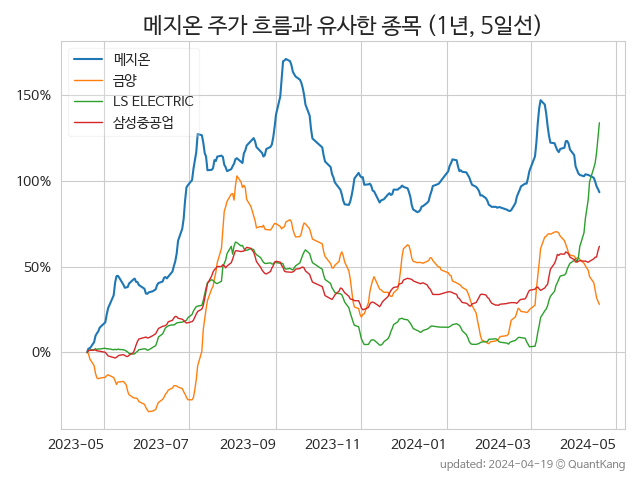 메지온 주가 흐름과 유사한 종목 (1년, 5일선)
메지온
금양
LS ELECTRIC
삼성중공업
150%
100%
50%
0%
2023-05 2023-07 2023-09 2023-11 2024-01 2024-03 2024-05
updated: 2024-04-19 © QuantKang